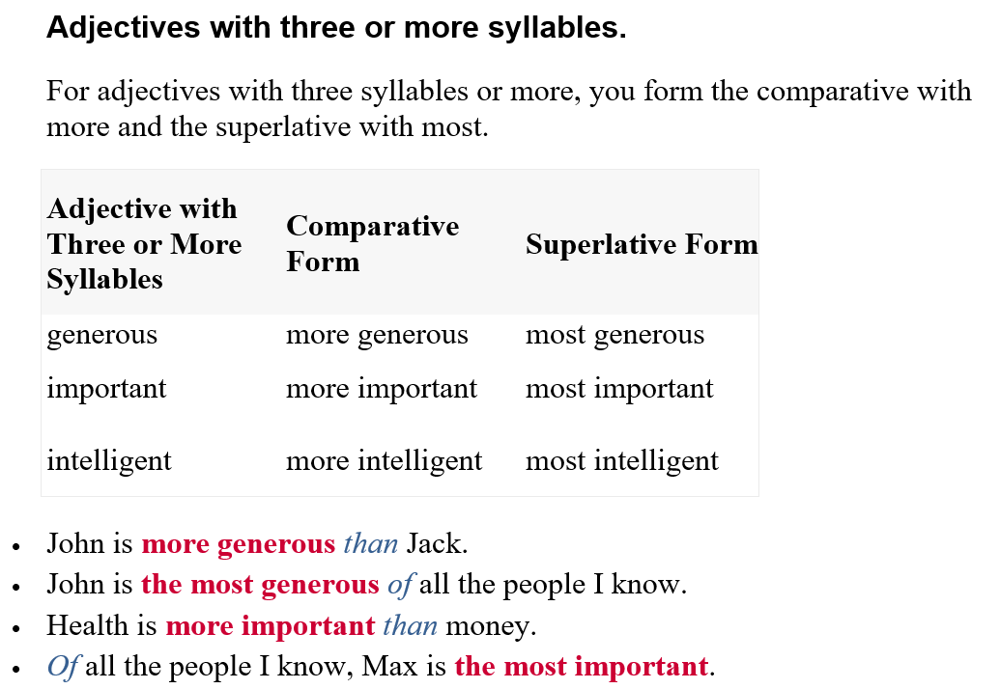 Adjectives with three or more syllables.
For adjectives with three syllables or more, you form the comparative with
more and the superlative with most.
Adjective with
Three or More
Syllables
Comparative
Form
Superlative Form
generous more generous most generous
important more important most important
intelligent more intelligent most intelligent
• John is more generous than Jack.
• John is the most generous of all the people I know.
• Health is more important than money.
• Of all the people I know, Max is the most important.